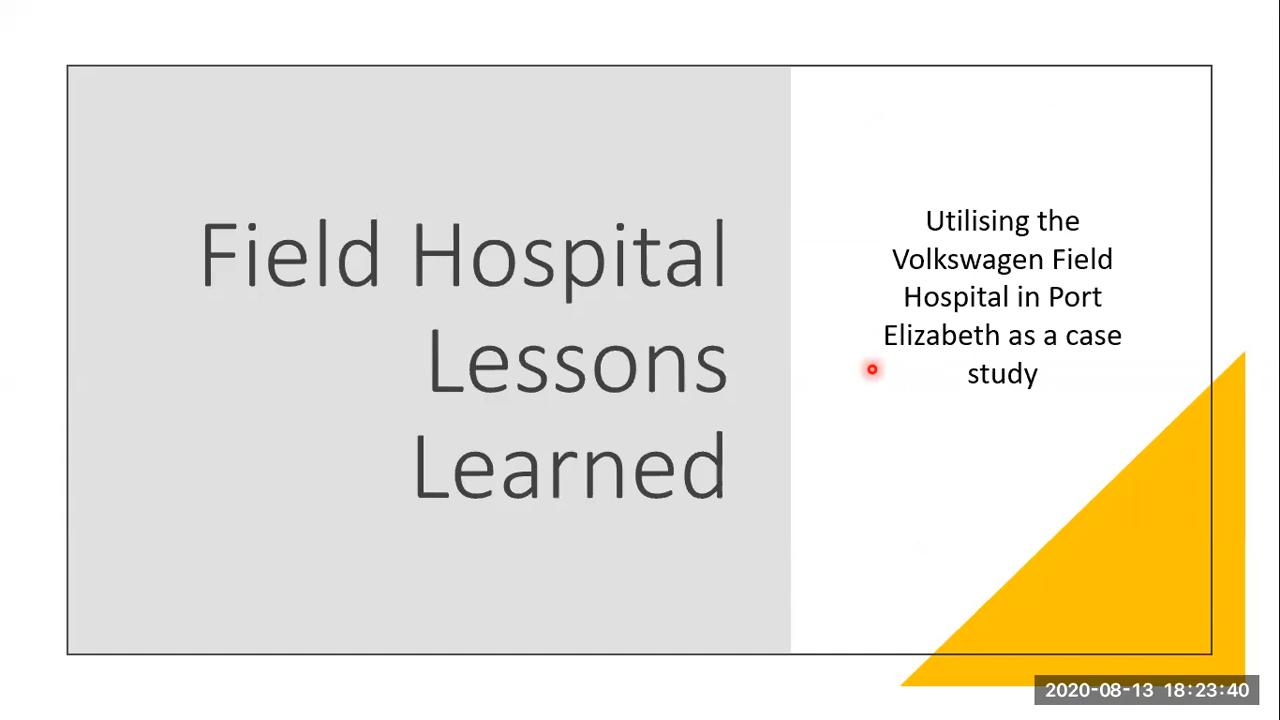 Field Hospital
Lessons
Learned
Utilising the
Volkswagen Field
Hospital in Port
Elizabeth as a case
study
2020-08-13 18:23:40